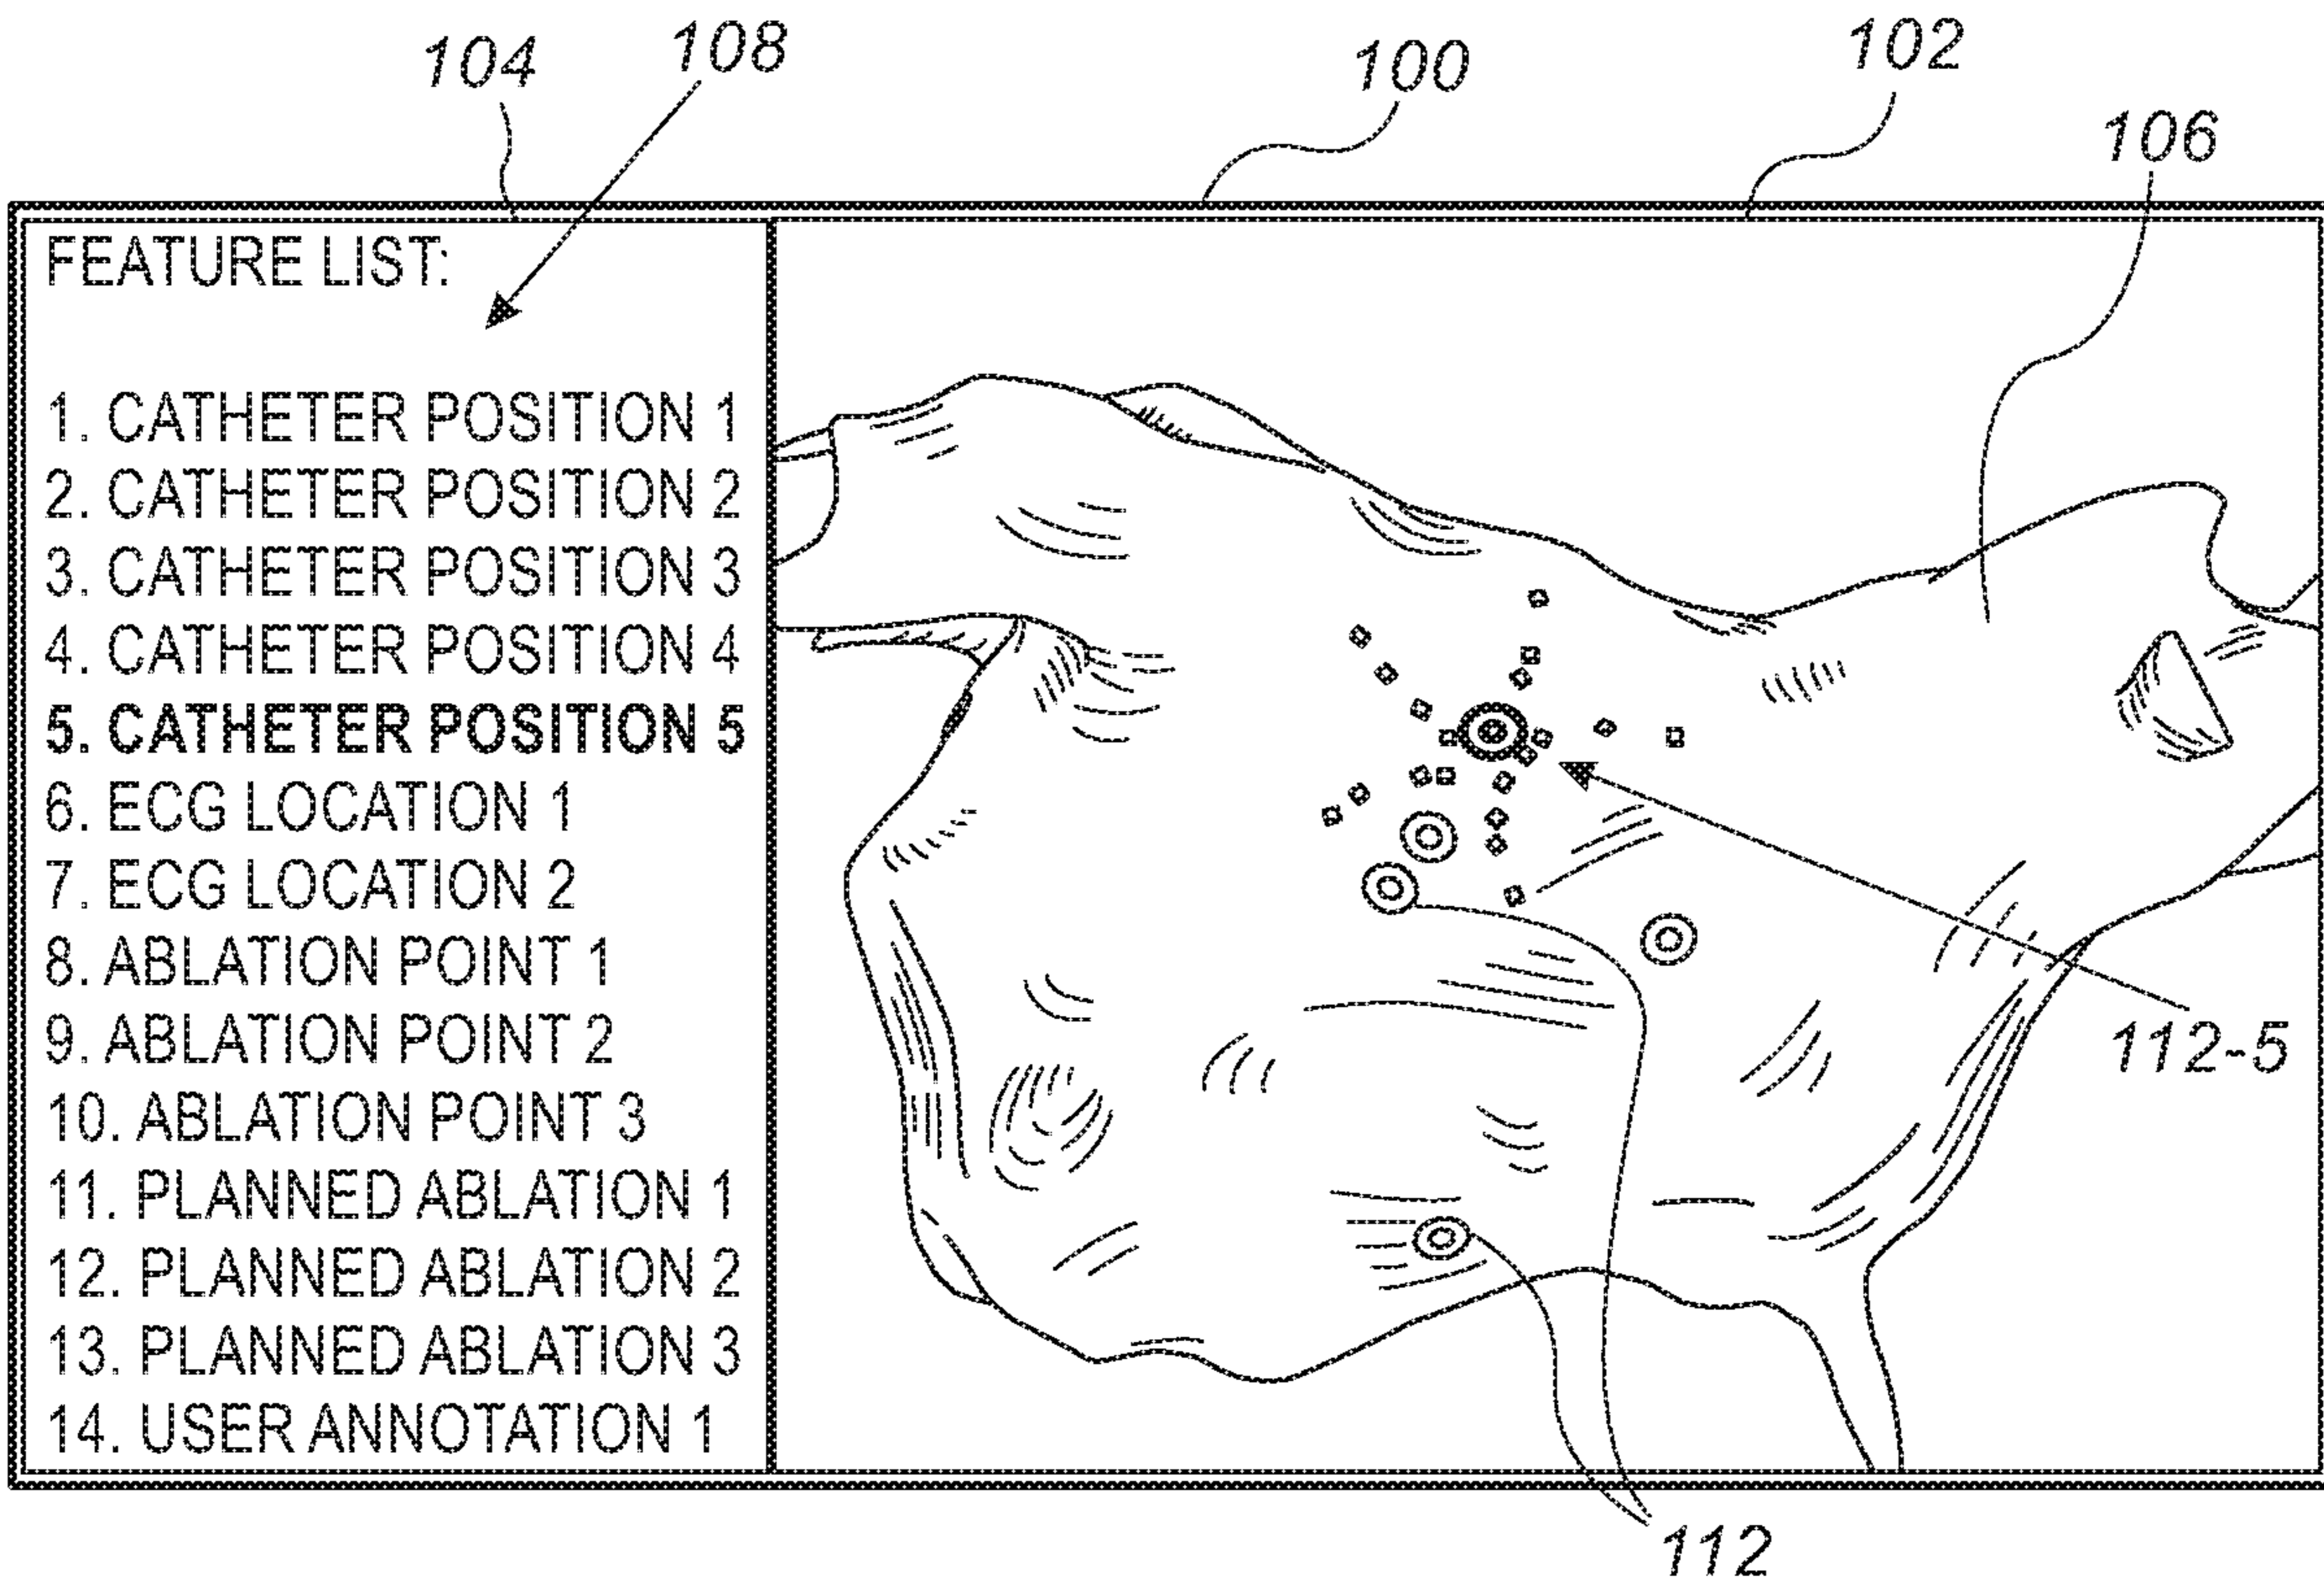 104
108
100
102
106
FEATURE LIST:
1. CATHETER POSITION 1
2. CATHETER POSITION 2
3. CATHETER POSITION 3
4. CATHETER POSITION 4
5. CATHETER POSITION 5
6. ECG LOCATION 1
7. ECG LOCATION 2
8. ABLATION POINT 1
9. ABLATION POINT 2
10. ABLATION POINT 3
11. PLANNED ABLATION 1
12. PLANNED ABLATION 2
13. PLANNED ABLATION 3
14. USER ANNOTATION 1
112-5
112